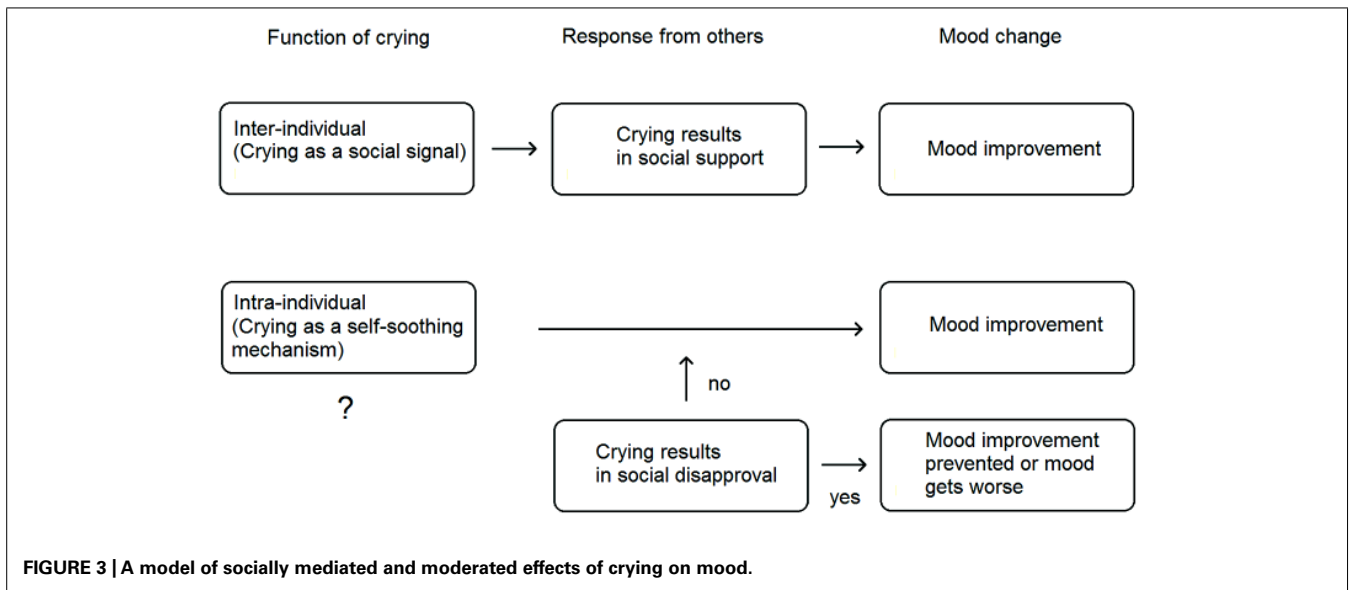 Function of crying
Response from others
Mood change
Inter-individual
(Crying as a social signal)
Crying results
in social support
Mood improvement
Intra-individual
(Crying as a self-soothing
mechanism)
Mood improvement
?
no
Crying results
in social disapproval
yes
Mood improvement
prevented or mood
gets worse
FIGURE 3 | A model of socially mediated and moderated effects of crying on mood.